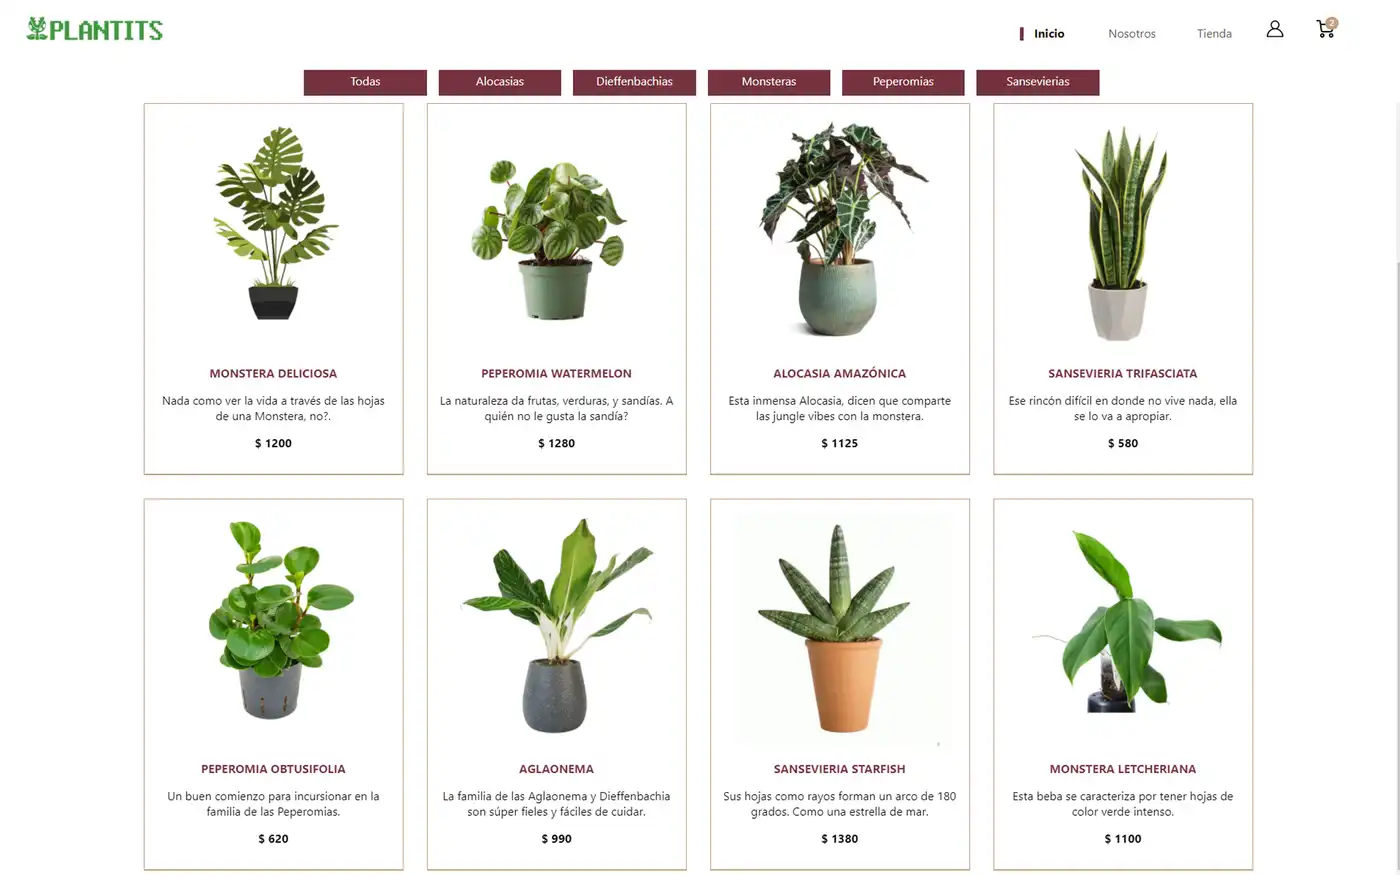 PLANTITS
Inicio
Nosotros
Tienda
2
Todas
Alocasias
Dieffenbachias
Monsteras
Peperomias
Sansevierias
MONSTERA DELICIOSA
Nada como ver la vida a través de las hojas
de una Monstera, no?.
$ 1200
PEPEROMIA WATERMELON
La naturaleza da frutas, verduras, y sandías. A
quién no le gusta la sandía?
$ 1280
ALOCASIA AMAZÓNICA
Esta inmensa Alocasia, dicen que comparte
las jungle vibes con la monstera.
$ 1125
SANSEVIERIA TRIFASCIATA
Ese rincón difícil en donde no vive nada, ella
se lo va a apropiar.
$ 580
PEPEROMIA OBTUSIFOLIA
Un buen comienzo para incursionar en la
familia de las Peperomias.
$ 620
AGLAONEMA
La familia de las Aglaonema y Dieffenbachia
son súper fieles y fáciles de cuidar.
$ 990
SANSEVIERIA STARFISH
Sus hojas como rayos forman un arco de 180
grados. Como una estrella de mar.
$ 1380
MONSTERA LETCHERIANA
Esta beba se caracteriza por tener hojas de
color verde intenso.
$ 1100